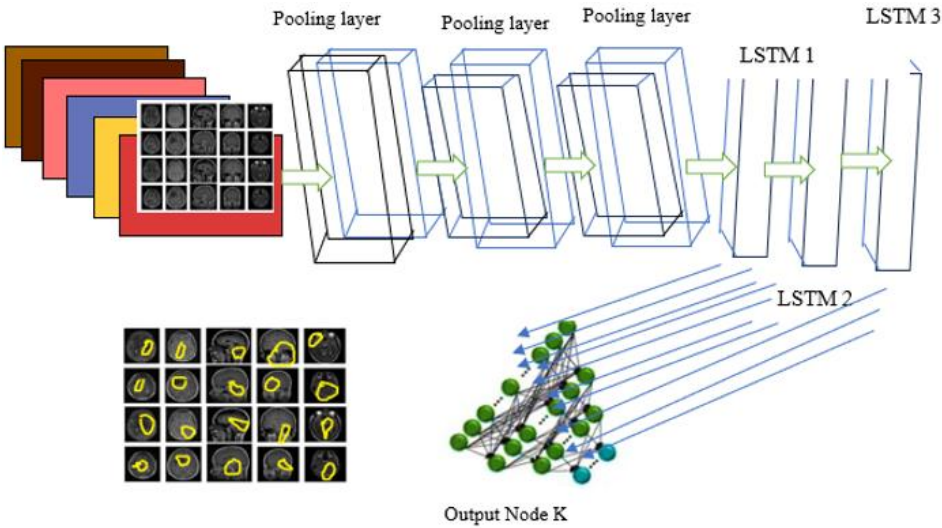 Pooling layer
Pooling layer
Pooling layer
LSTM 3
LSTM 1
LSTM 2
Output Node K